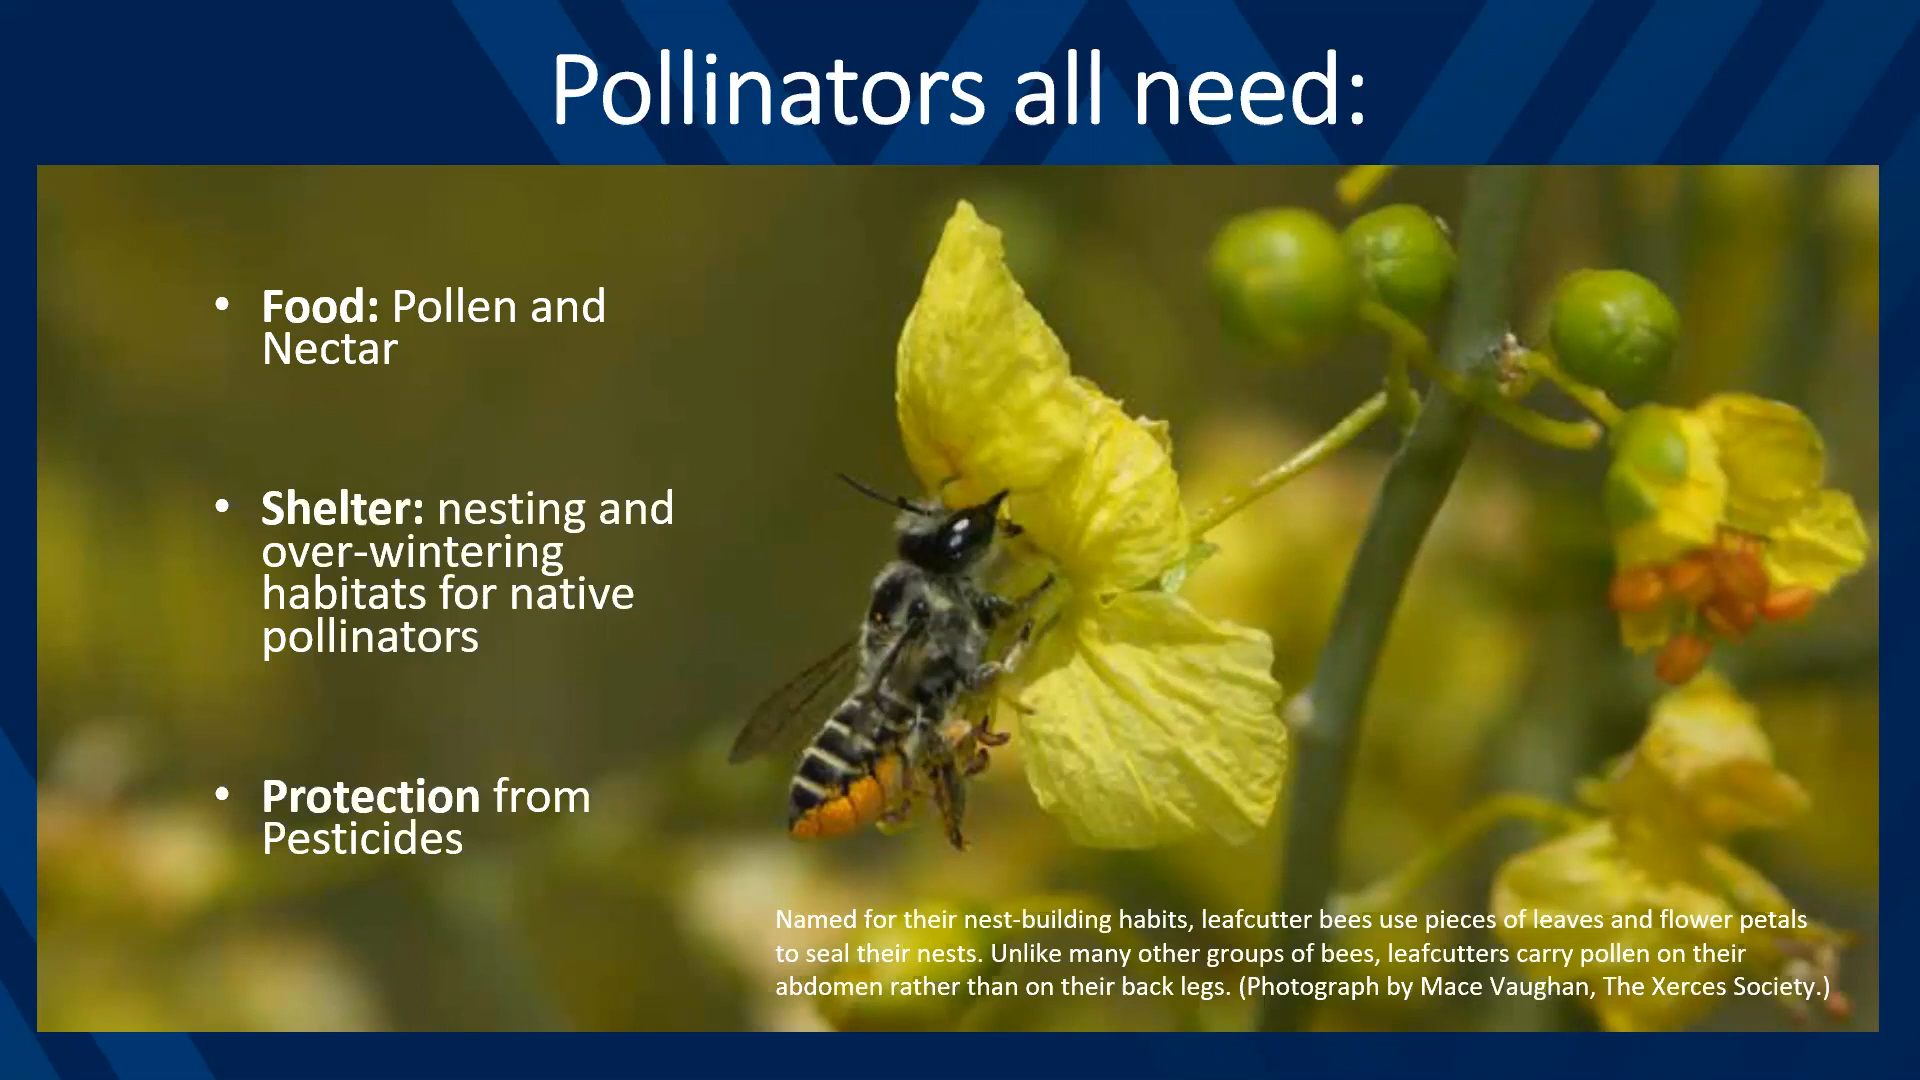 Pollinators all need:
• Food: Pollen and
Nectar
• Shelter: nesting and
over-wintering
habitats for native
pollinators
• Protection from
Pesticides
Named for their nest-building habits, leafcutter bees use pieces of leaves and flower petals
to seal their nests. Unlike many other groups of bees, leafcutters carry pollen on their
abdomen rather than on their back legs. (Photograph by Mace Vaughan, The Xerces Society.)